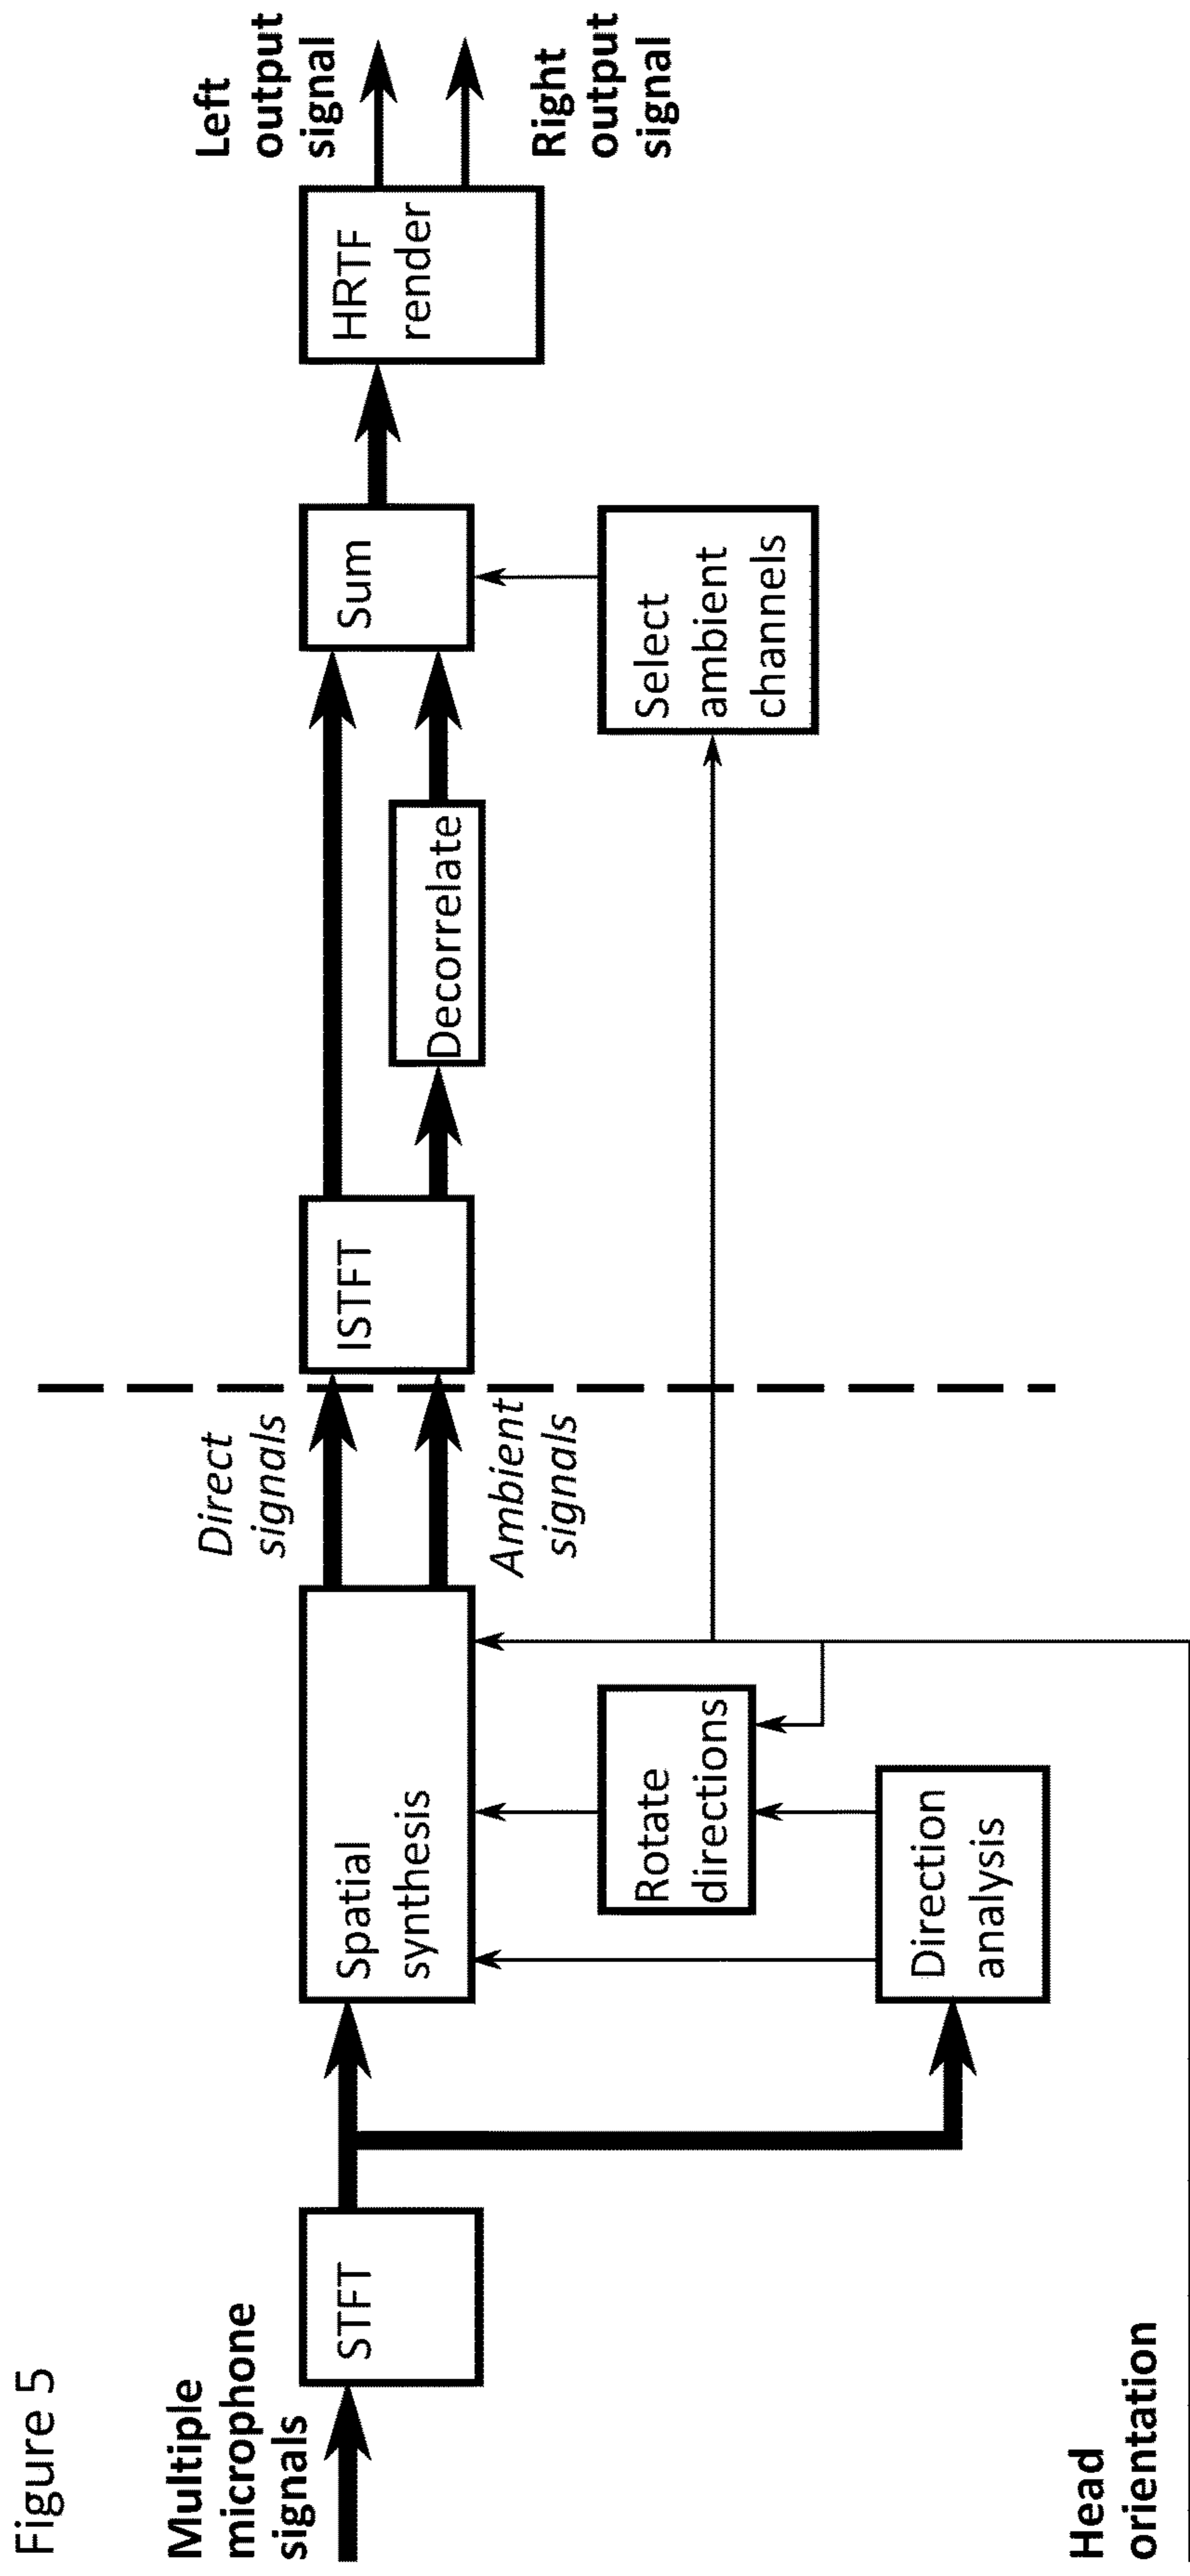 Figure 5
Multiple
microphone
signals
STFT
Spatial
synthesis
Direct
signals
Ambient
signals
ISTFT
Decorrelate
Sum
HRTF
render
Left
output
signal
Right
output
signal
Rotate
directions
Select
ambient
channels
Direction
analysis
Head
orientation